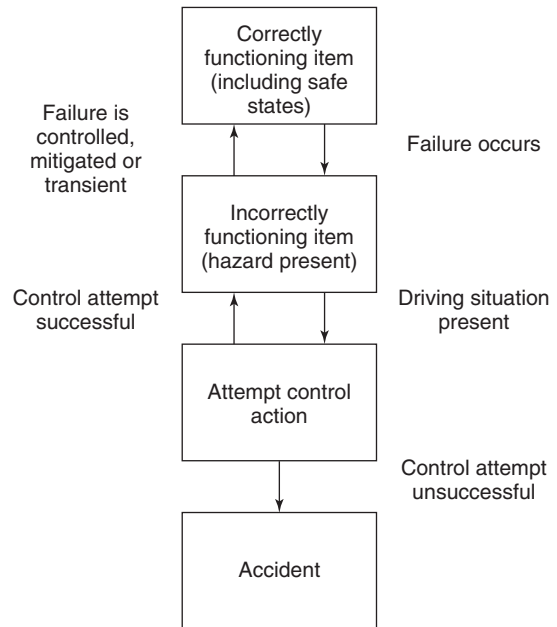 Correctly
functioning item
(including safe
states)
Failure is
controlled,
mitigated or
transient
Failure occurs
Incorrectly
functioning item
(hazard present)
Control attempt
successful
Driving situation
present
Attempt control
action
Control attempt
unsuccessful
Accident